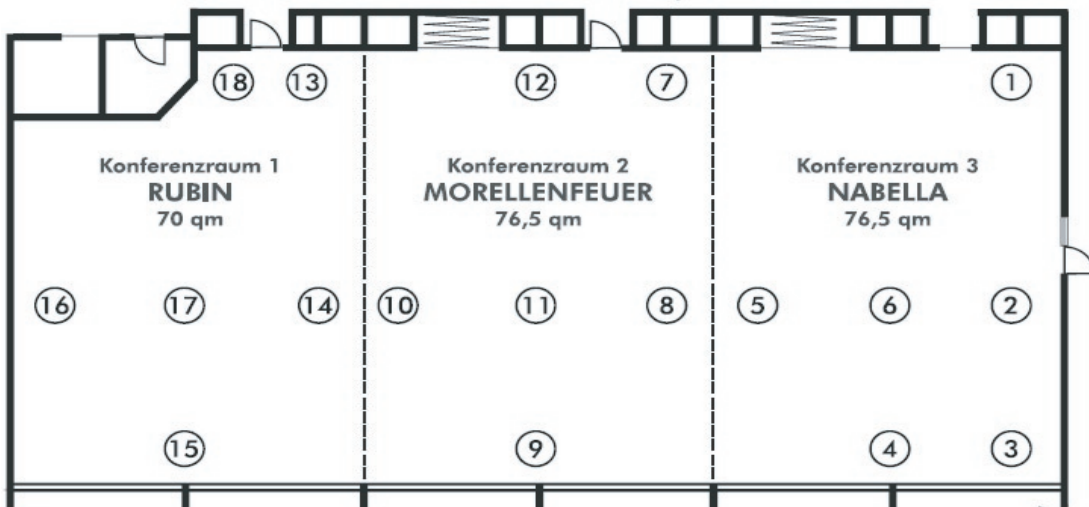 18 13 12 7 1
Konferenzraum 1
RUBIN
70 qm
Konferenzraum 2
MORELLENFEUER
76,5 qm
Konferenzraum 3
NABELLA
76,5 qm
16 17 14 10 11 8 5 6 2
15 9 4 3